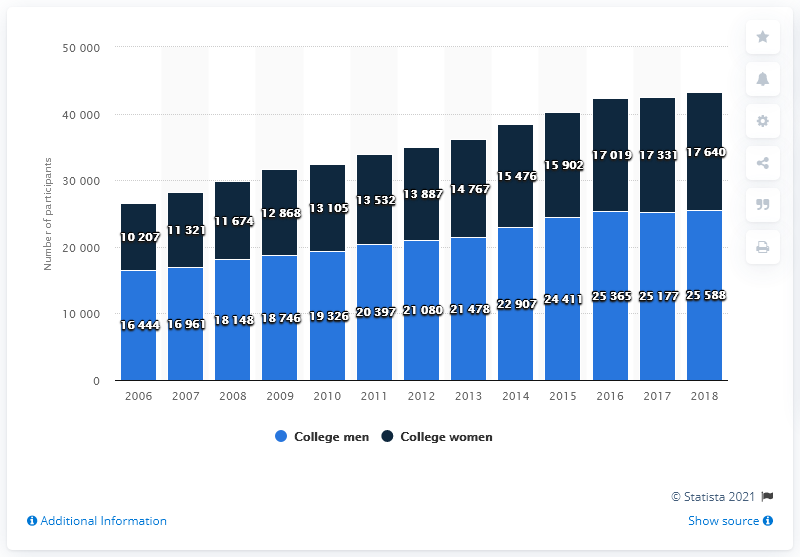 50 000
40 000
30 000
20 000
10 000
0
Number of participants
10 207 11 321 11 674 12 868 13 105 13 532 13 887 14 767 15 476 15 902 17 019 17 331 17 640
16 444 16 961 18 148 18 746 19 326 20 397 21 080 21 478 22 907 24 411 25 365 25 177 25 588
2006 2007 2008 2009 2010 2011 2012 2013 2014 2015 2016 2017 2018
College men College women
© Statista 2021
Additional Information Show source